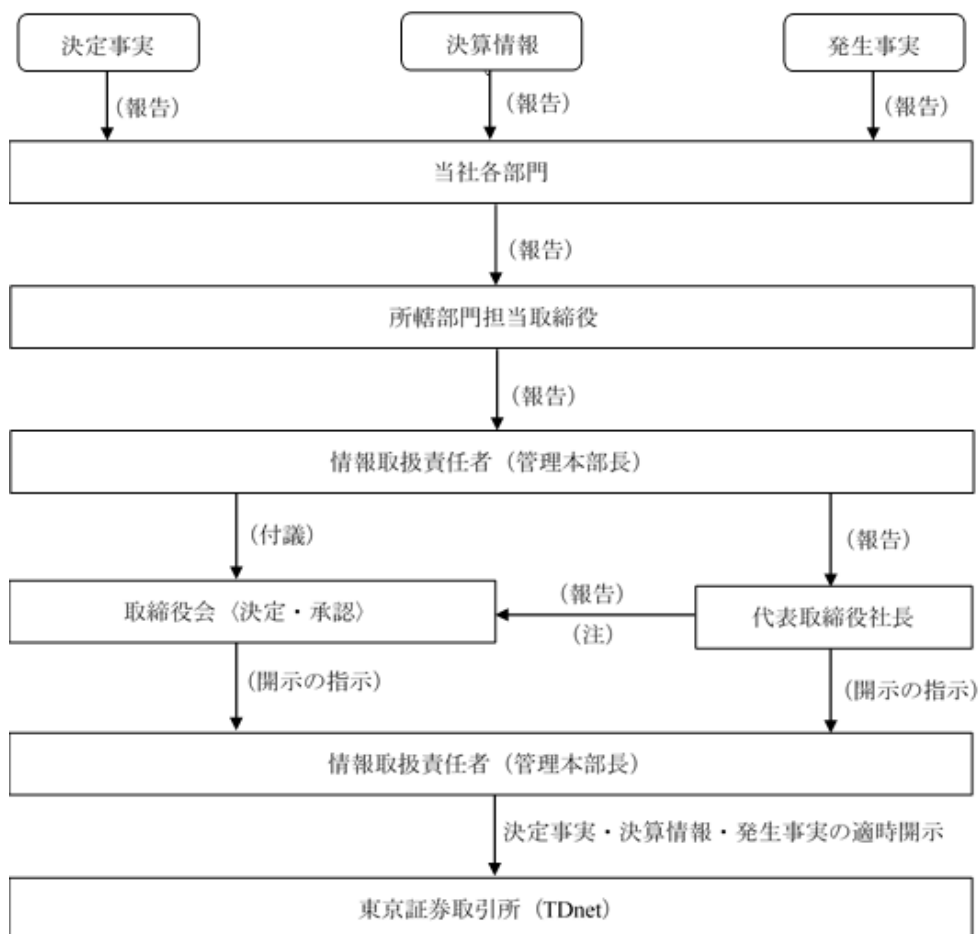 決定事実
決算情報
発生事実
（報告）
（報告）
（報告）
当社各部門
（報告）
所轄部門担当取締役
（報告）
情報取扱責任者（管理本部長）
（付議）
（報告）
取締役会〈決定・承認〉
（報告）
（注）
代表取締役社長
（開示の指示）
（開示の指示）
情報取扱責任者（管理本部長）
決定事実・決算情報・発生事実の適時開示
東京証券取引所（TDnet）